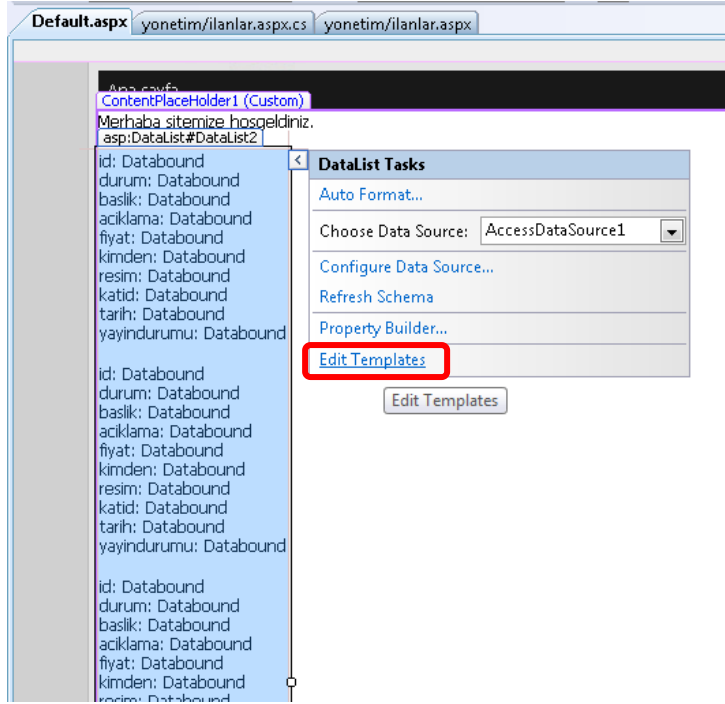 Default.aspx yonetim/ilanlar.aspx.cs yonetim/ilanlar.aspx
Ana sayfa
ContentPlaceHolder1 (Custom)
Merhaba sitemize hosgeldiniz.
asp:DataList#DataList2
id: Databound
durum: Databound
baslik: Databound
aciklama: Databound
fiyat: Databound
kimden: Databound
resim: Databound
katid: Databound
tarih: Databound
yayindurumu: Databound
id: Databound
durum: Databound
baslik: Databound
aciklama: Databound
fiyat: Databound
kimden: Databound
resim: Databound
katid: Databound
tarih: Databound
yayindurumu: Databound
id: Databound
durum: Databound
baslik: Databound
aciklama: Databound
fiyat: Databound
kimden: Databound
resim: Databound
DataList Tasks
Auto Format...
Choose Data Source: AccessDataSource1
Configure Data Source...
Refresh Schema
Property Builder...
Edit Templates
Edit Templates